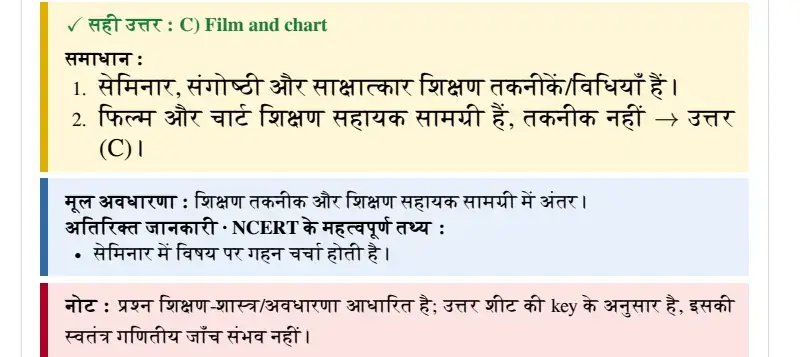 ✓ सही उत्तर : C) Film and chart
समाधान :
1. सेमिनार, संगोष्ठी और साक्षात्कार शिक्षण तकनीकें/विधियाँ हैं।
2. फिल्म और चार्ट शिक्षण सहायक सामग्री हैं, तकनीक नहीं → उत्तर
(C)।
मूल अवधारणा : शिक्षण तकनीक और शिक्षण सहायक सामग्री में अंतर।
अतिरिक्त जानकारी · NCERT के महत्वपूर्ण तथ्य :
• सेमिनार में विषय पर गहन चर्चा होती है।
नोट : प्रश्न शिक्षण-शास्त्र/अवधारणा आधारित है; उत्तर शीट की key के अनुसार है, इसकी
स्वतंत्र गणितीय जाँच संभव नहीं।